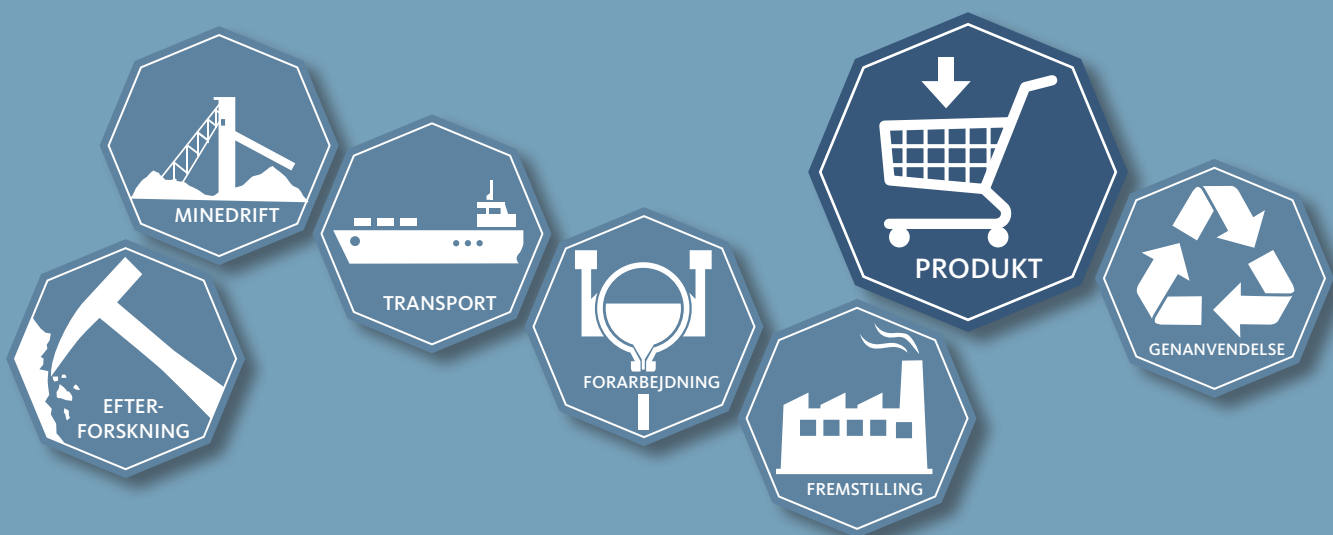 EFTER-
FORSKNING
MINEDRIFT
TRANSPORT
FORARBEJDNING
FREMSTILLING
PRODUKT
GENANVENDELSE